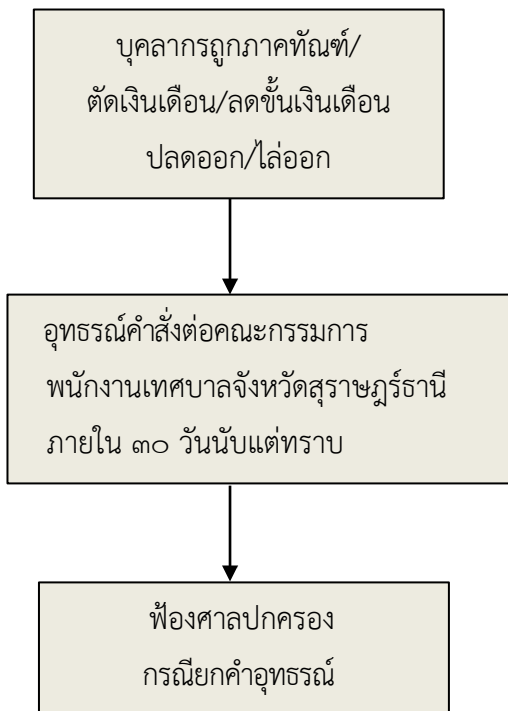 บุคลากรถูกภาคทัณฑ์/
ตัดเงินเดือน/ลดขั้นเงินเดือน
ปลดออก/ไล่ออก
อุทธรณ์คำสั่งต่อคณะกรรมการ
พนักงานเทศบาลจังหวัดสุราษฎร์ธานี
ภายใน ๓๐ วันนับแต่ทราบ
ฟ้องศาลปกครอง
กรณียกคำอุทธรณ์